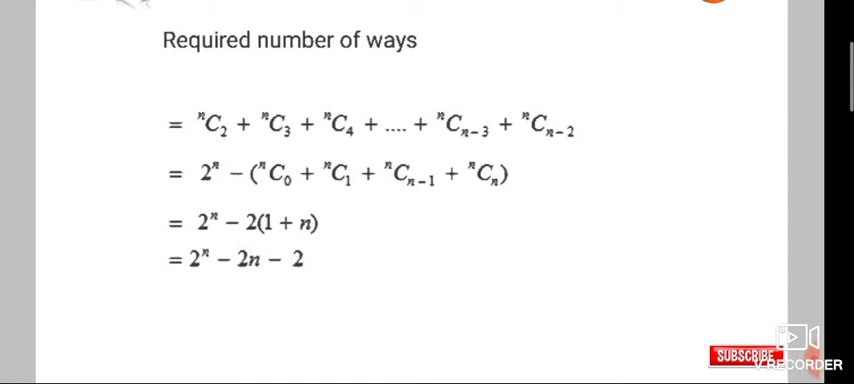 Required number of ways
= ⁿC₂ + ⁿC₃ + ⁿC₄ + .... + ⁿCₙ₋₃ + ⁿCₙ₋₂
= 2ⁿ − (ⁿC₀ + ⁿC₁ + ⁿCₙ₋₁ + ⁿCₙ)
= 2ⁿ − 2(1 + n)
= 2ⁿ − 2n − 2
SUBSCRIBE
V RECORDER